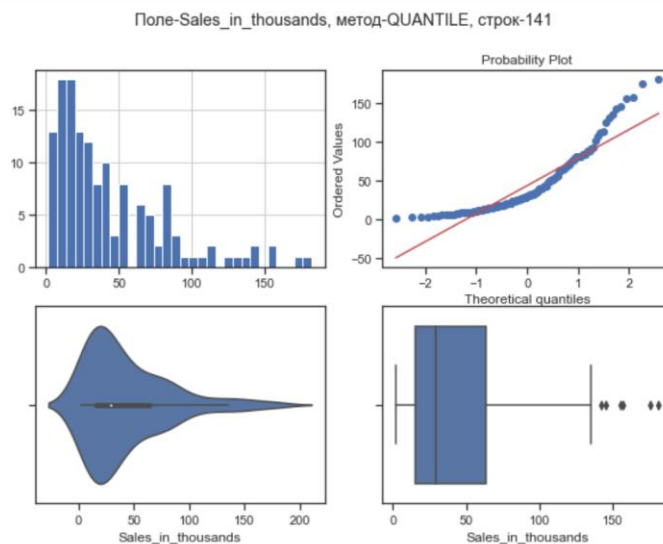 Поле-Sales_in_thousands, метод-QUANTILE, строк-141
Probability Plot
15
10
5
0
0 50 100 150
Ordered Values
150
100
50
0
−50
−2 −1 0 1 2
Theoretical quantiles
0 50 100 150 200
Sales_in_thousands
0 50 100 150
Sales_in_thousands